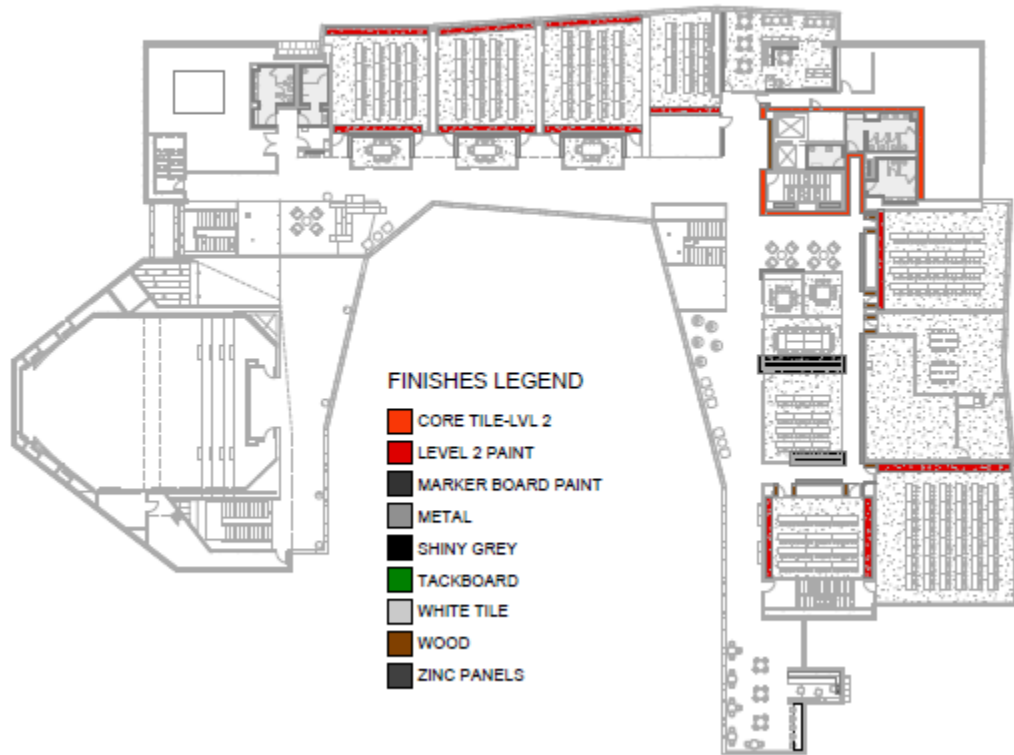 FINISHES LEGEND
CORE TILE-LVL 2
LEVEL 2 PAINT
MARKER BOARD PAINT
METAL
SHINY GREY
TACKBOARD
WHITE TILE
WOOD
ZINC PANELS